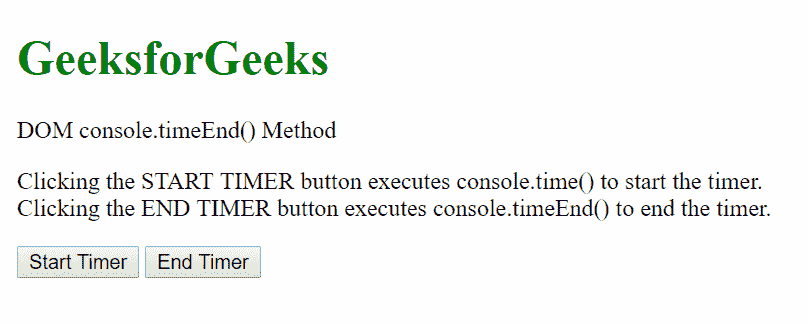 GeeksforGeeks
DOM console.timeEnd() Method
Clicking the START TIMER button executes console.time() to start the timer.
Clicking the END TIMER button executes console.timeEnd() to end the timer.
Start Timer End Timer